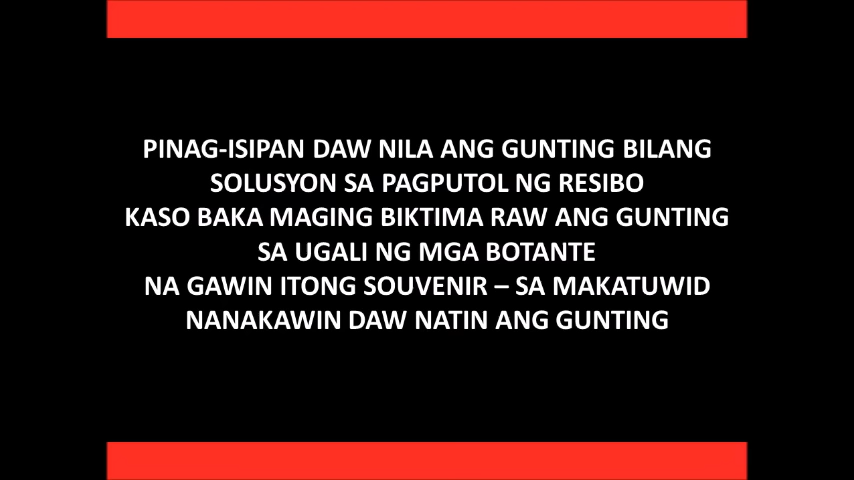 PINAG-ISIPAN DAW NILA ANG GUNTING BILANG
SOLUSYON SA PAGPUTOL NG RESIBO
KASO BAKA MAGING BIKTIMA RAW ANG GUNTING
SA UGALI NG MGA BOTANTE
NA GAWIN ITONG SOUVENIR – SA MAKATUWID
NANAKAWIN DAW NATIN ANG GUNTING